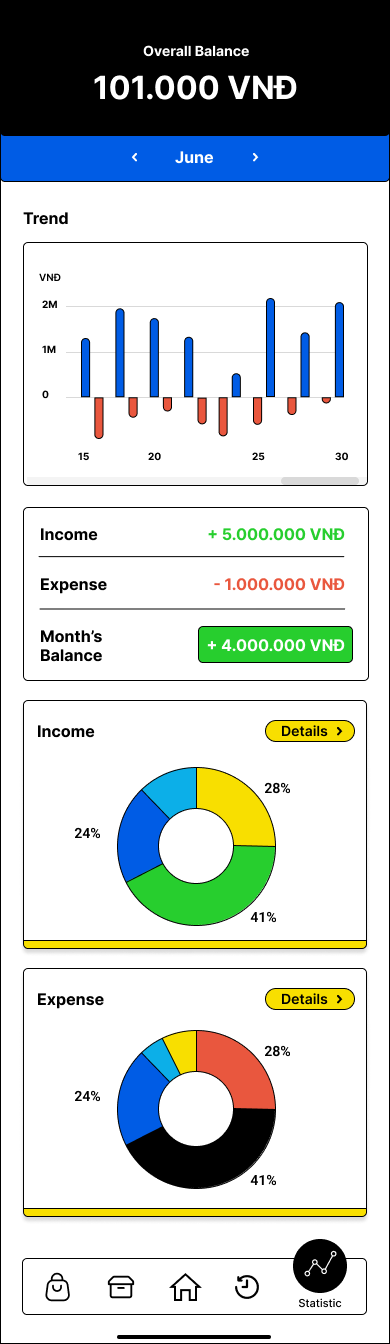 Overall Balance
101.000 VNĐ
June
Trend
VNĐ
2M
1M
0
15 20 25 30
Income + 5.000.000 VNĐ
Expense - 1.000.000 VNĐ
Month's
Balance
+ 4.000.000 VNĐ
Income Details
28%
24%
41%
Expense Details
28%
24%
41%
Statistic